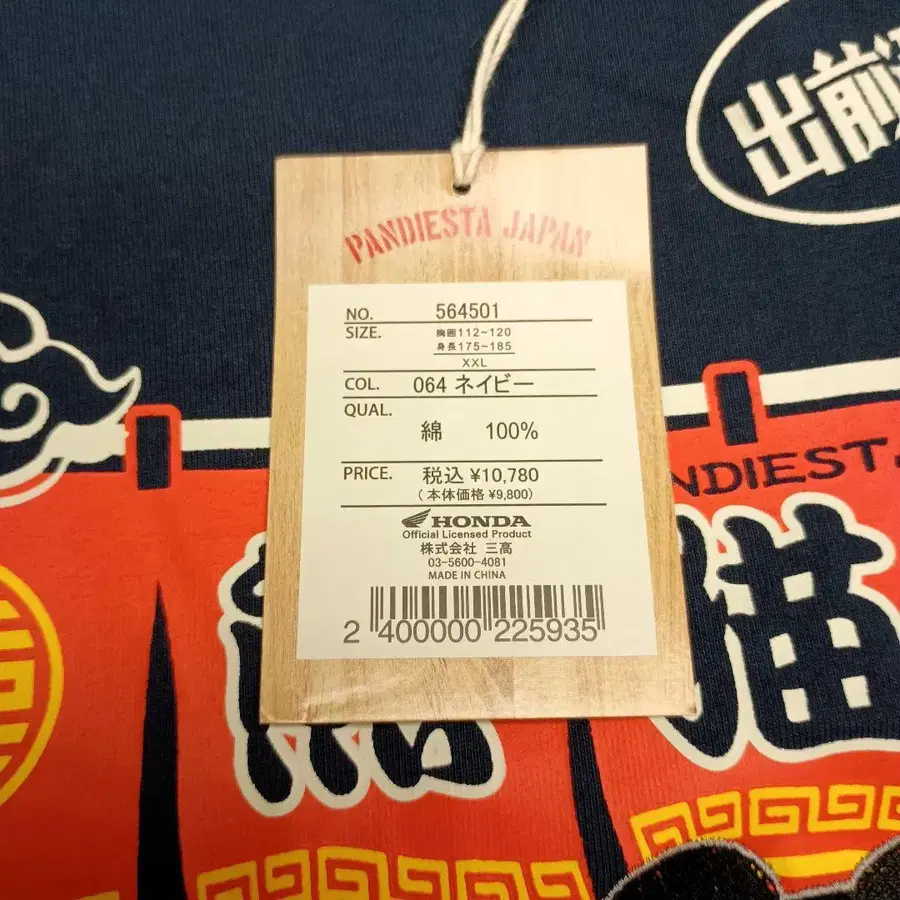 出前
PANDIESTA JAPAN
NO. 564501
SIZE. 胸囲112~120
身長175~185
XXL
COL. 064 ネイビー
QUAL.
綿 100%
PRICE. 税込 ¥10,780
(本体価格 ¥9,800)
HONDA
Official Licensed Product
株式会社 三高
03-5600-4081
MADE IN CHINA
2 400000 225935
NDIEST
猫